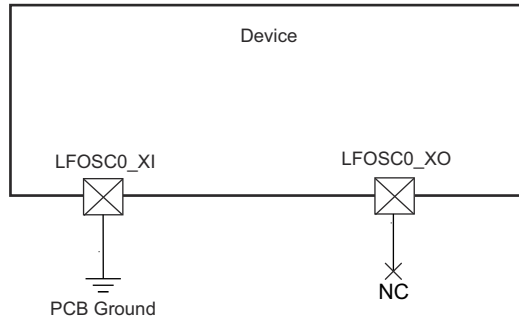 Device
LFOSC0_XI
LFOSC0_XO
PCB Ground
NC